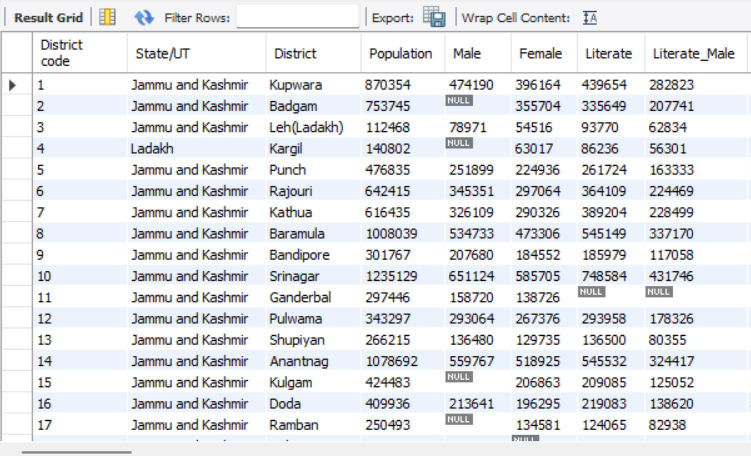 Result Grid Filter Rows: Export: Wrap Cell Content: IA
District code State/UT District Population Male Female Literate Literate_Male
1 Jammu and Kashmir Kupwara 870354 474190 396164 439654 282823
2 Jammu and Kashmir Badgam 753745 NULL 355704 335649 207741
3 Jammu and Kashmir Leh(Ladakh) 112468 78971 54516 93770 62834
4 Ladakh Kargil 140802 NULL 63017 86236 56301
5 Jammu and Kashmir Punch 476835 251899 224936 261724 163333
6 Jammu and Kashmir Rajouri 642415 345351 297064 364109 224469
7 Jammu and Kashmir Kathua 616435 326109 290326 389204 228499
8 Jammu and Kashmir Baramula 1008039 534733 473306 545149 337170
9 Jammu and Kashmir Bandipore 301767 207680 184552 185979 117058
10 Jammu and Kashmir Srinagar 1235129 651124 585705 748584 431746
11 Jammu and Kashmir Ganderbal 297446 158720 138726 NULL NULL
12 Jammu and Kashmir Pulwama 343297 293064 267376 293958 178326
13 Jammu and Kashmir Shupiyan 266215 136480 129735 136500 80355
14 Jammu and Kashmir Anantnag 1078692 559767 518925 545532 324417
15 Jammu and Kashmir Kulgam 424483 NULL 206863 209085 125052
16 Jammu and Kashmir Doda 409936 213641 196295 219083 138620
17 Jammu and Kashmir Ramban 250493 NULL 134581 124065 82938